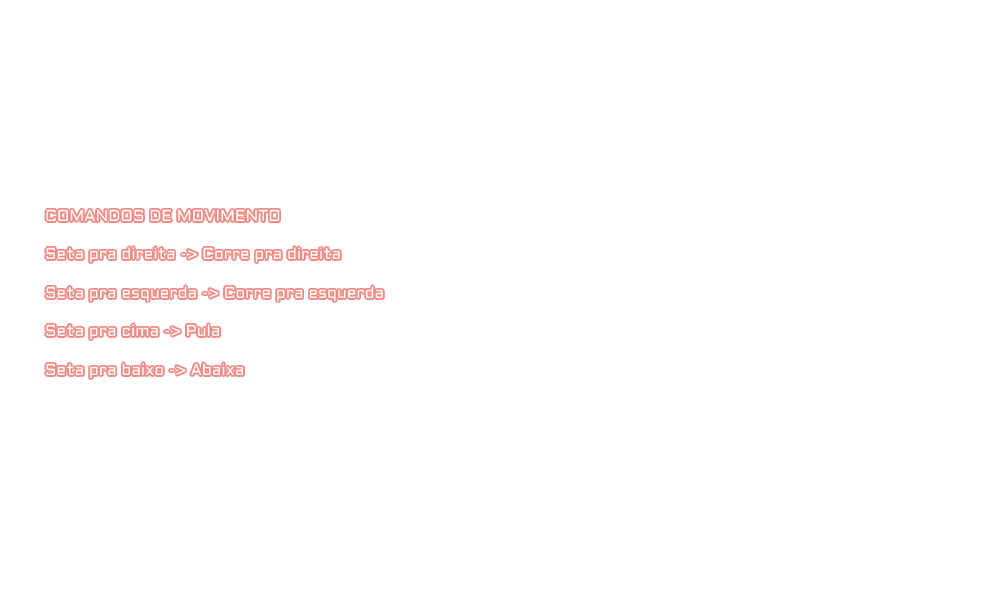 COMANDOS DE MOVIMENTO
Seta pra direita -> Corre pra direita
Seta pra esquerda -> Corre pra esquerda
Seta pra cima -> Pula
Seta pra baixo -> Abaixa